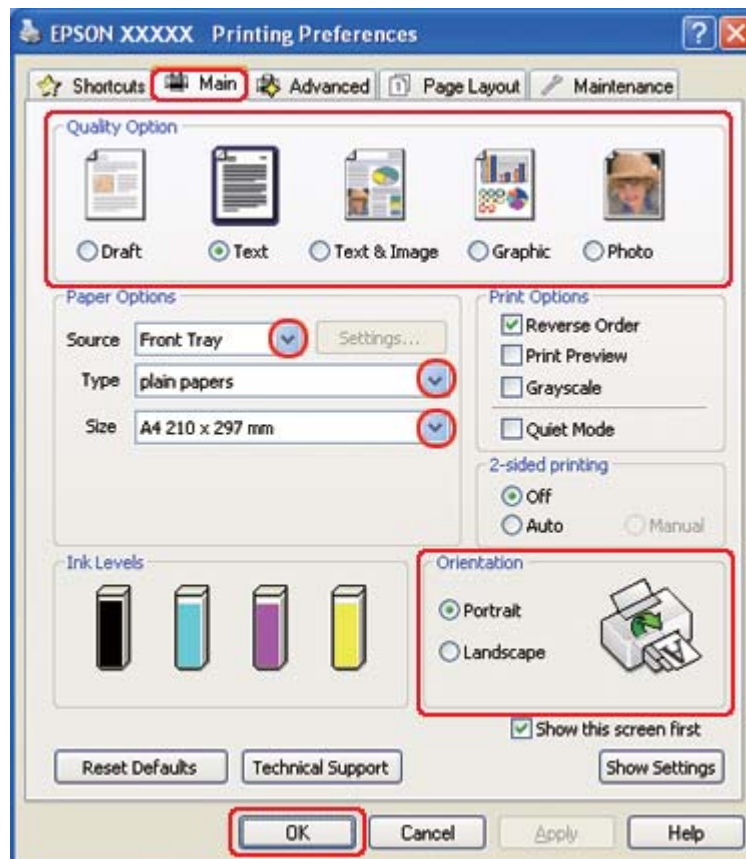 EPSON XXXXX Printing Preferences
Shortcuts Main Advanced Page Layout Maintenance
Quality Option
Draft Text Text & Image Graphic Photo
Paper Options
Source Front Tray Settings...
Type plain papers
Size A4 210 x 297 mm
Print Options
Reverse Order
Print Preview
Grayscale
Quiet Mode
2-sided printing
Off
Auto Manual
Ink Levels
Orientation
Portrait
Landscape
Show this screen first
Reset Defaults Technical Support Show Settings
OK Cancel Apply Help